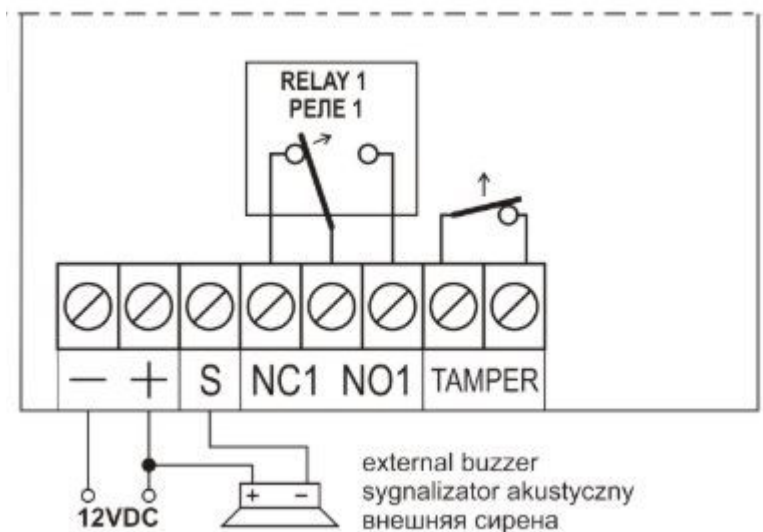 RELAY 1
РЕЛЕ 1
— + S NC1 NO1 TAMPER
+ −
12VDC
external buzzer
sygnalizator akustyczny
внешняя сирена